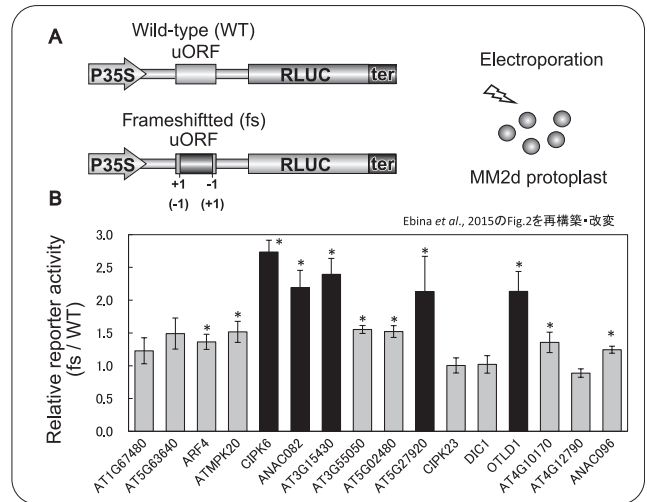 A
Wild-type (WT)
uORF
P35S
RLUC
ter
Frameshiftted (fs)
uORF
P35S
RLUC
ter
+1
-1
(-1)
(+1)
Electroporation
MM2d protoplast
B
Ebina et al., 2015のFig.2を再構築・改変
Relative reporter activity
(fs / WT)
3.0
2.5
2.0
1.5
1.0
0.5
0.0
* * * * * * * * * * *
AT1G67480
AT5G63640
ARF4
ATMPK20
CIPK6
ANAC082
AT3G15430
AT3G55050
AT5G02480
AT5G27920
CIPK23
DIC1
OTLD1
AT4G10170
AT4G12790
ANAC096